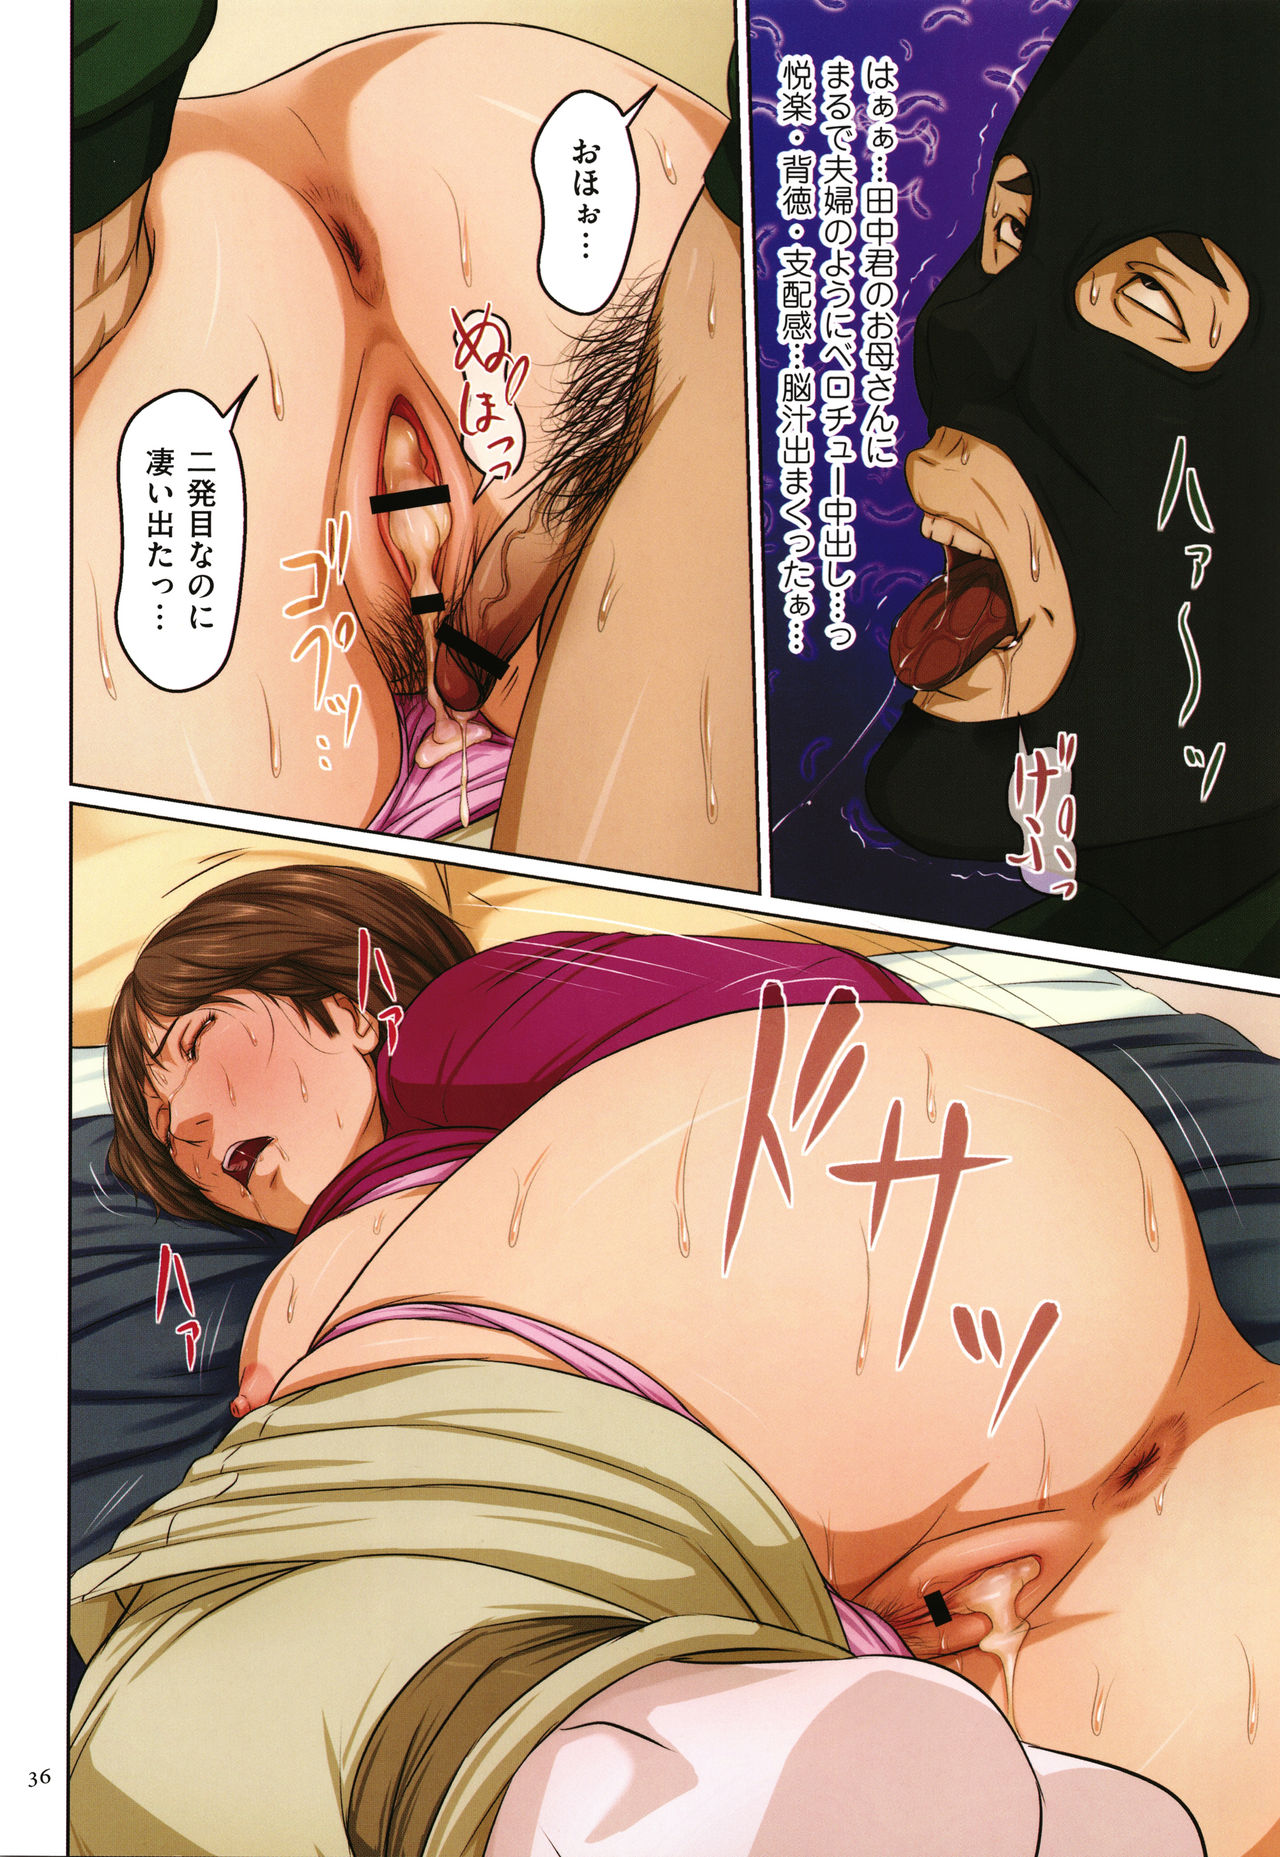 はぁぁ…田中君のお母さんに
まるで夫婦のようにベロチュー中出し…っ
悦楽・背徳・支配感…脳汁出まくったぁ…
ハァ〜ッ
げぷっ
おほぉ…
ぬぽっっ
二発目なのに
凄い出たっ…
ゴプッ…
ハァ
ハァ
ドサッ
36